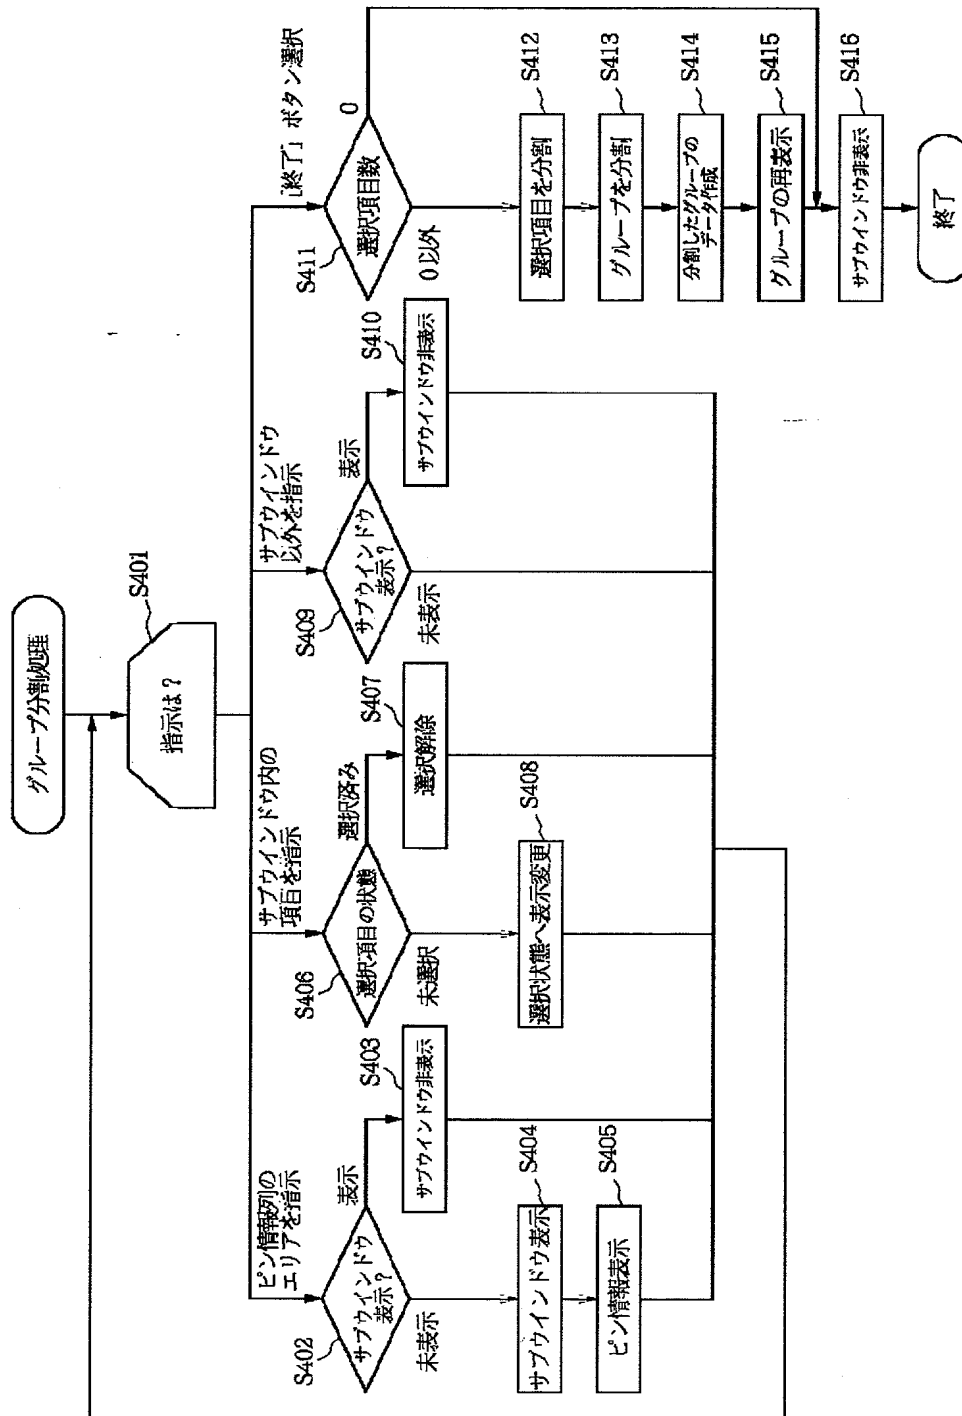 グループ分割処理
S401
指示は？
ピン情報列の
エリアを指示
S402
サブウインドウ
表示？
表示
未表示
S403
サブウインドウ非表示
S404
サブウインドウ表示
S405
ピン情報表示
サブウインドウ内の
項目を指示
S406
選択項目の状態
選択済み
未選択
S407
選択解除
S408
選択状態へ表示変更
サブウインドウ
以外を指示
S409
サブウインドウ
表示？
表示
未表示
S410
サブウインドウ非表示
「終了」ボタン選択
S411
選択項目数
0
0以外
S412
選択項目を分割
S413
グループを分割
S414
分割したグループの
データ作成
S415
グループの再表示
S416
サブウインドウ非表示
終了